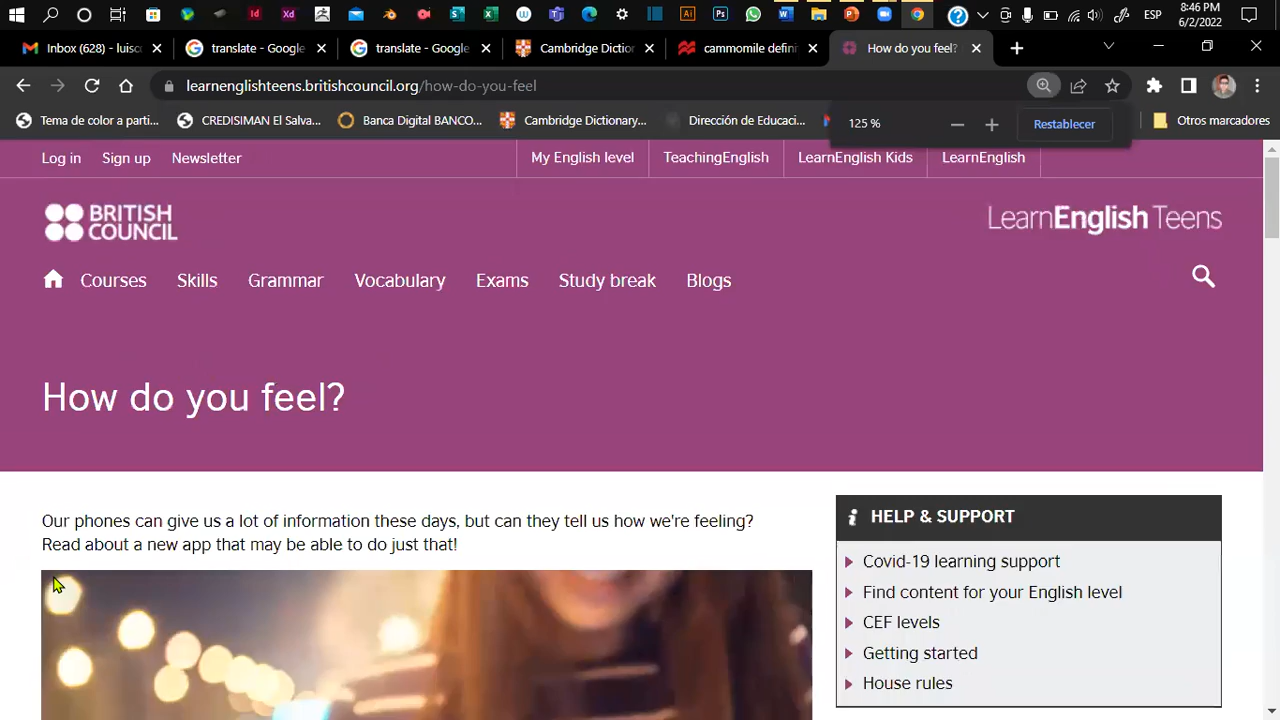 8:46 PM
ESP
6/2/2022
Inbox (628) - luisc
translate - Google
translate - Google
Cambridge Dictior
cammomile defini
How do you feel?
learnenglishteens.britishcouncil.org/how-do-you-feel
Tema de color a parti...
CREDISIMAN El Salva...
Banca Digital BANCO...
Cambridge Dictionary...
Dirección de Educaci...
Otros marcadores
125 %
Restablecer
Log in
Sign up
Newsletter
My English level
TeachingEnglish
LearnEnglish Kids
LearnEnglish
BRITISH
COUNCIL
LearnEnglish Teens
Courses
Skills
Grammar
Vocabulary
Exams
Study break
Blogs
How do you feel?
Our phones can give us a lot of information these days, but can they tell us how we're feeling?
Read about a new app that may be able to do just that!
HELP & SUPPORT
Covid-19 learning support
Find content for your English level
CEF levels
Getting started
House rules